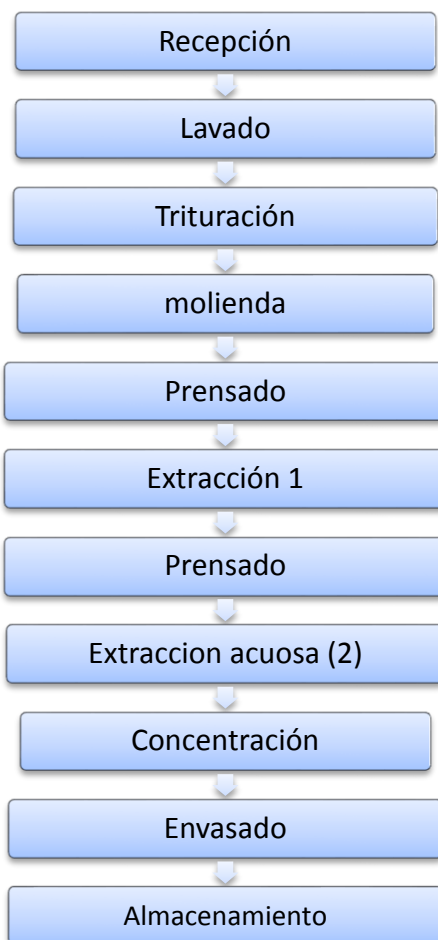 Recepción
Lavado
Trituración
molienda
Prensado
Extracción 1
Prensado
Extraccion acuosa (2)
Concentración
Envasado
Almacenamiento